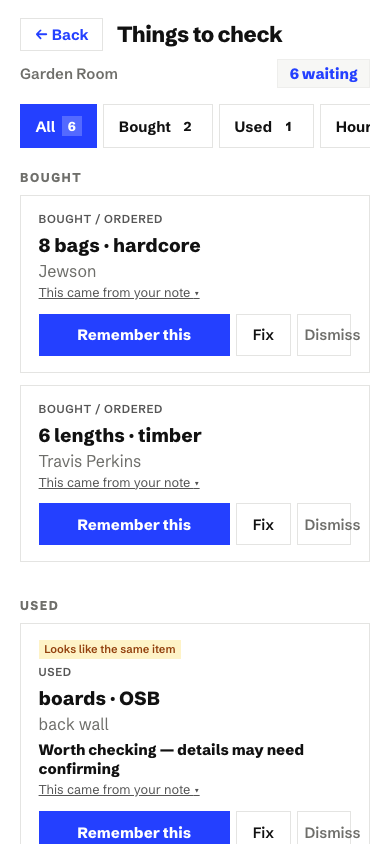 ← Back
Things to check
Garden Room
6 waiting
All 6
Bought 2
Used 1
Hour
BOUGHT
BOUGHT / ORDERED
8 bags · hardcore
Jewson
This came from your note ▾
Remember this
Fix
Dismiss
BOUGHT / ORDERED
6 lengths · timber
Travis Perkins
This came from your note ▾
Remember this
Fix
Dismiss
USED
Looks like the same item
USED
boards · OSB
back wall
Worth checking — details may need
confirming
This came from your note ▾
Remember this
Fix
Dismiss